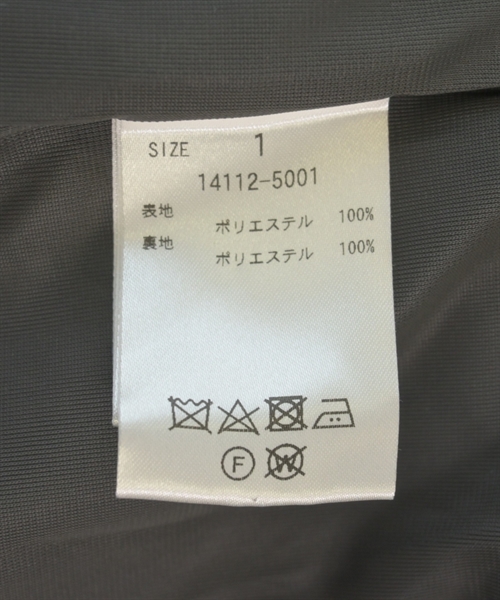 SIZE 1
14112-5001
表地 ポリエステル 100%
裏地 ポリエステル 100%
F W